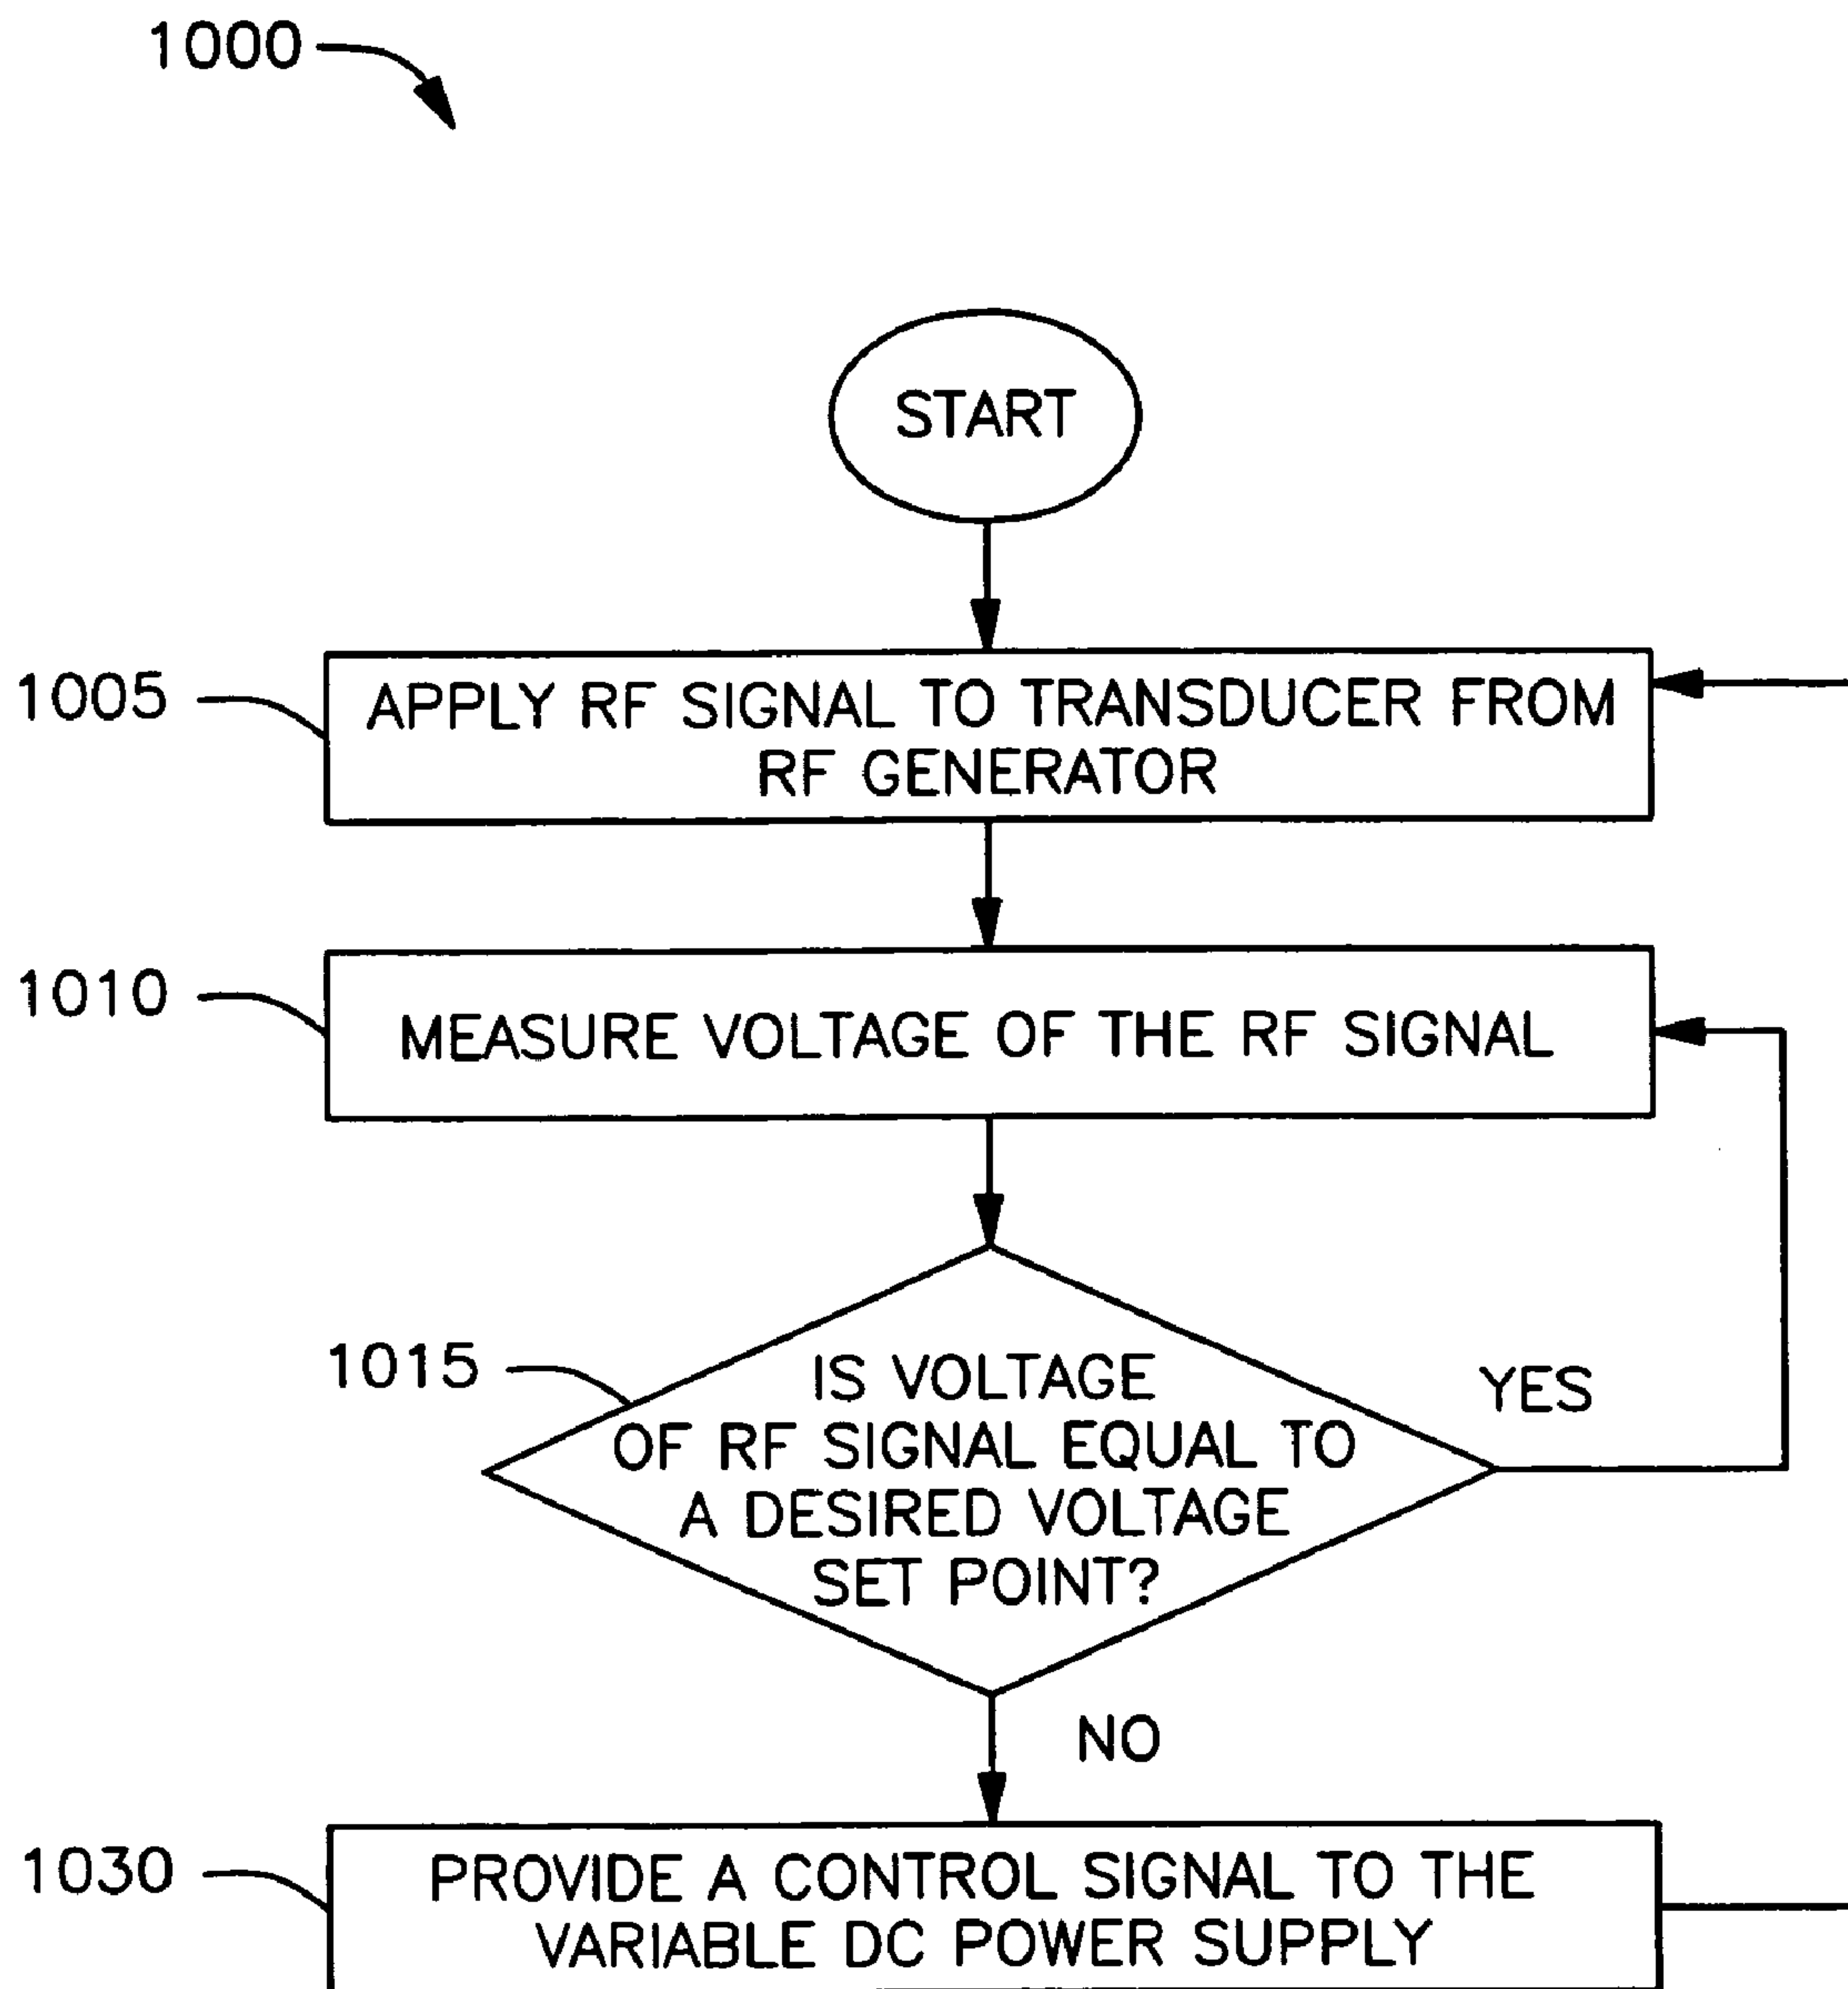 1000
START
1005
APPLY RF SIGNAL TO TRANSDUCER FROM
RF GENERATOR
1010
MEASURE VOLTAGE OF THE RF SIGNAL
1015
IS VOLTAGE
OF RF SIGNAL EQUAL TO
A DESIRED VOLTAGE
SET POINT?
YES
NO
1030
PROVIDE A CONTROL SIGNAL TO THE
VARIABLE DC POWER SUPPLY